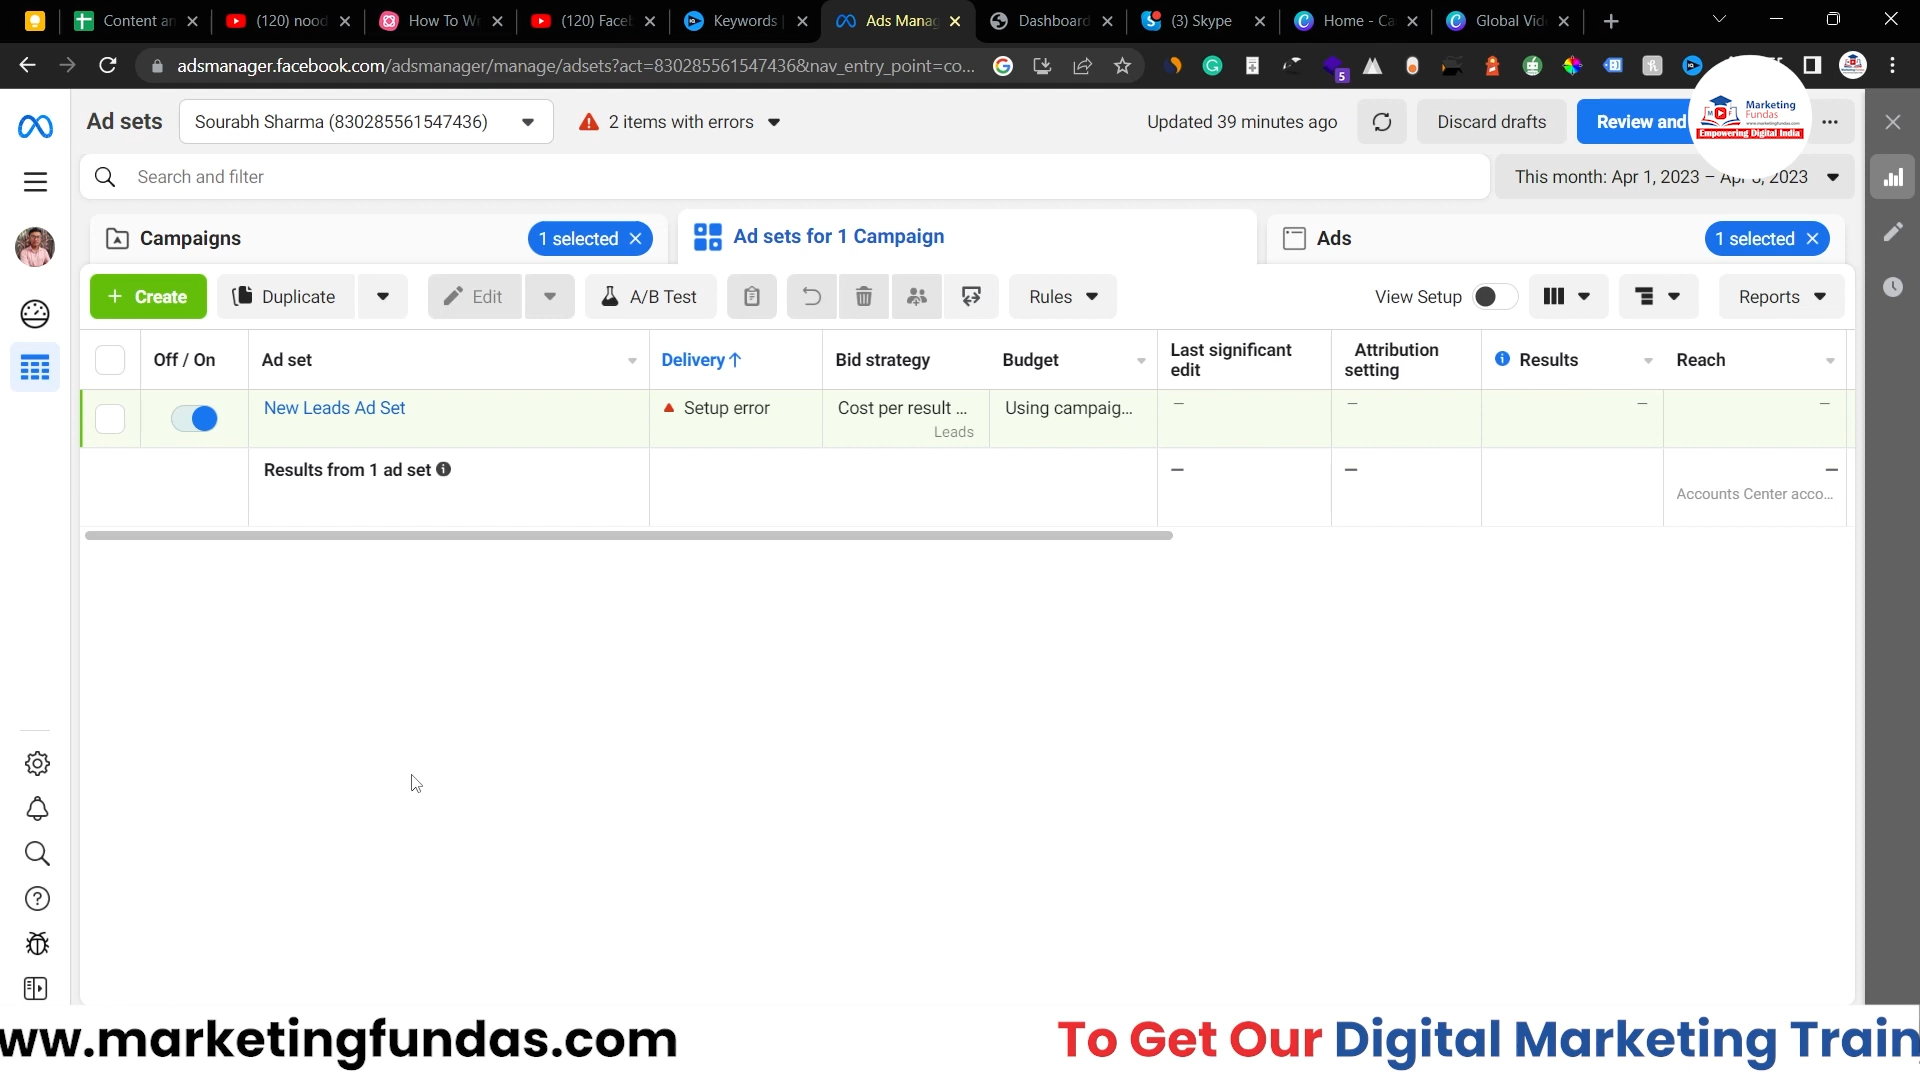 Content an
(120) nood
How To W
(120) Face
Keywords
Ads Manag
Dashboard
(3) Skype
Home - Ca
Global Vid
adsmanager.facebook.com/adsmanager/manage/adsets?act=830285561547436&nav_entry_point=co...
5
Ad sets
Sourabh Sharma (830285561547436)
2 items with errors
Updated 39 minutes ago
Discard drafts
Review and
Marketing
Fundas
www.marketingfundas.com
Empowering Digital India
Search and filter
This month: Apr 1, 2023 – Apr , 2023
Campaigns
1 selected
Ad sets for 1 Campaign
Ads
1 selected
+ Create
Duplicate
Edit
A/B Test
Rules
View Setup
Reports
Off / On
Ad set
Delivery↑
Bid strategy
Budget
Last significant
edit
Attribution
setting
Results
Reach
New Leads Ad Set
Setup error
Cost per result ...
Leads
Using campaig...
—
—
—
—
Results from 1 ad set
—
—
—
Accounts Center acco...
ww.marketingfundas.com
To Get Our Digital Marketing Train